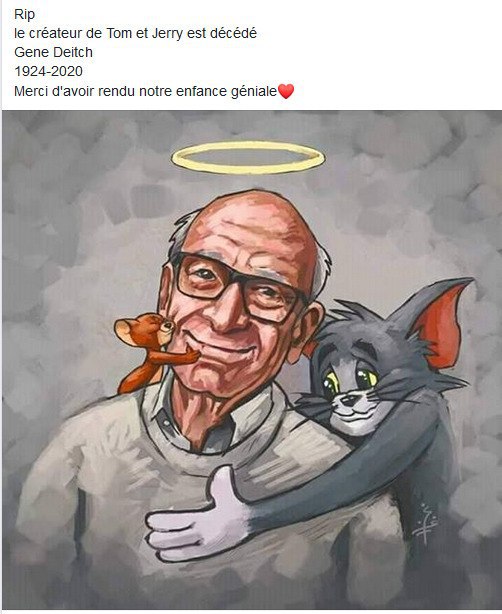 Rip
le créateur de Tom et Jerry est décédé
Gene Deitch
1924-2020
Merci d'avoir rendu notre enfance géniale❤️